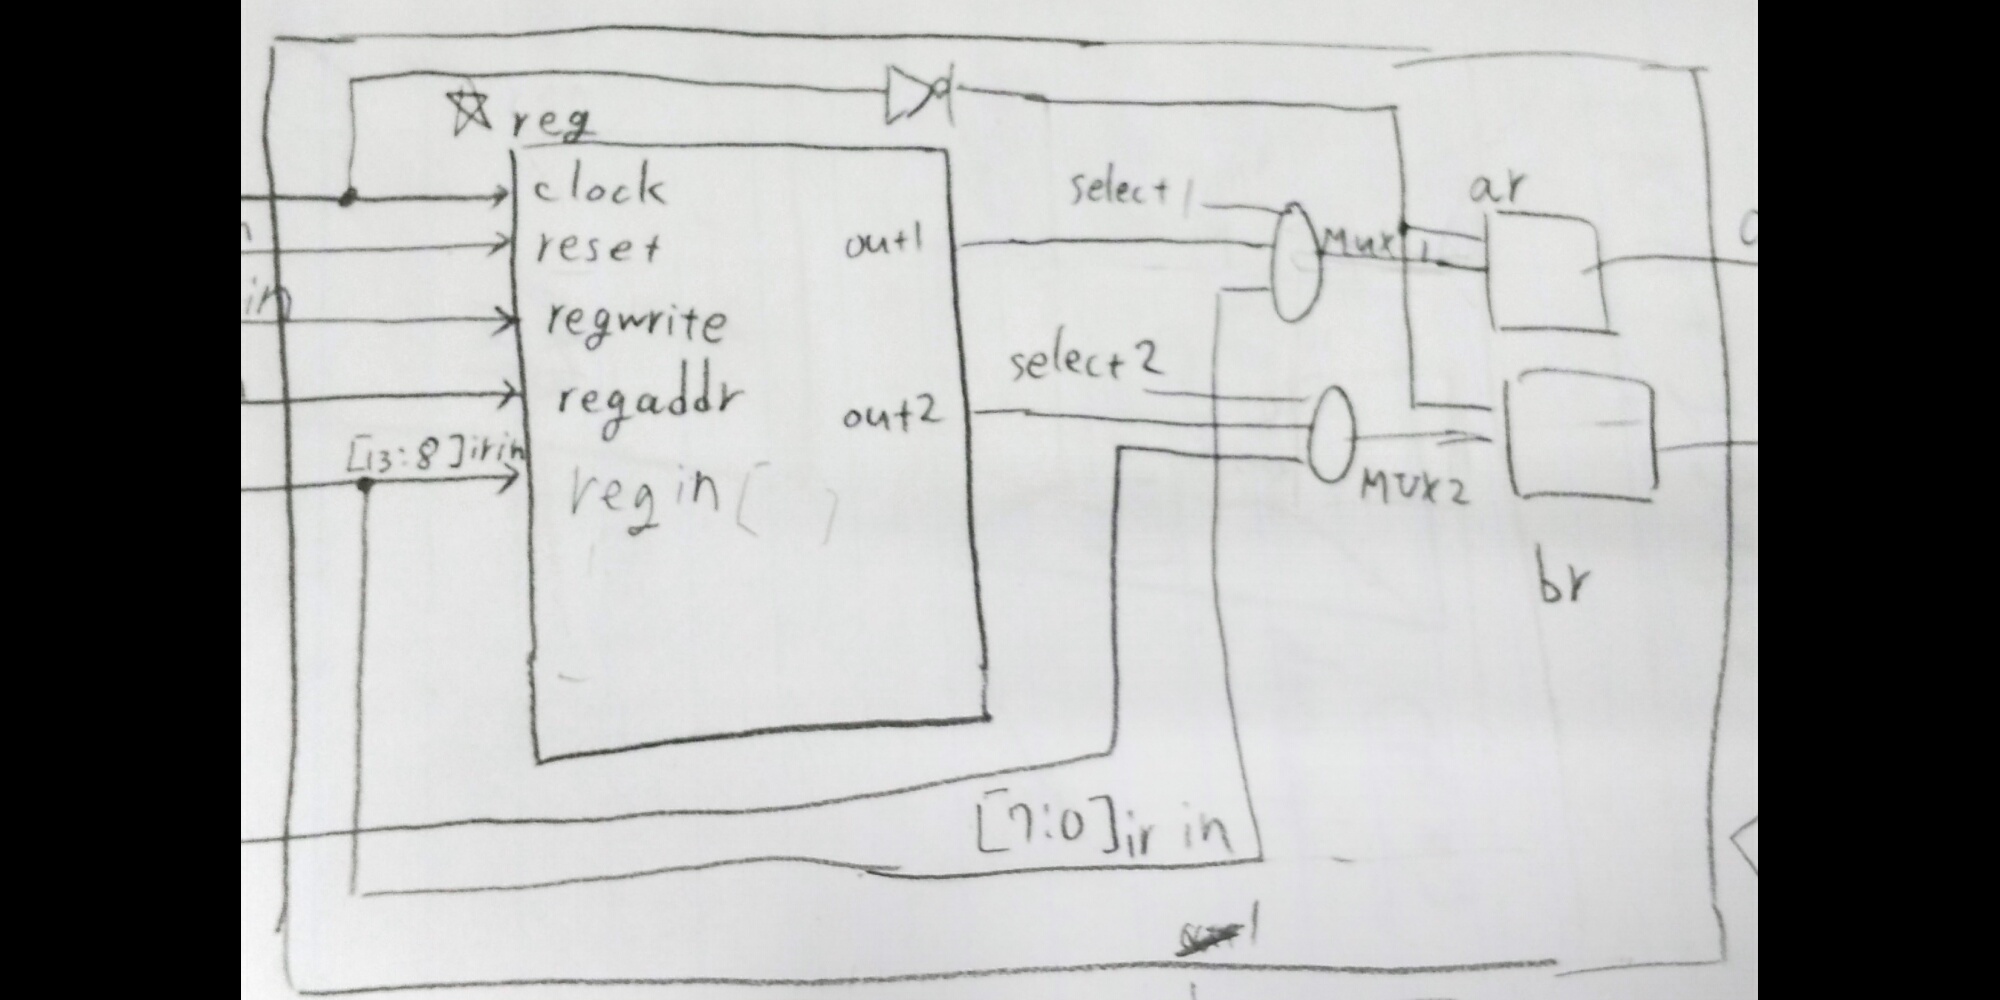 reg
clock
reset
regwrite
regaddr
[13:8]irin
regin[ ]
out1
out2
select1
Mux1
ar
select2
MUX2
br
in
[7:0]ir in